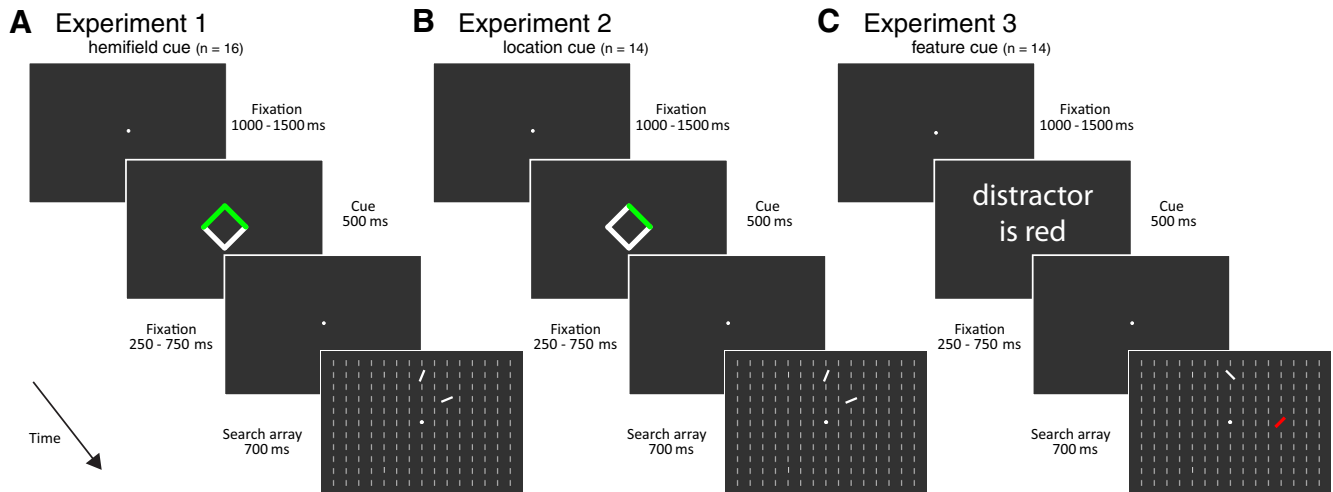 A Experiment 1
hemifield cue (n = 16)
Fixation
1000 - 1500 ms
Cue
500 ms
Fixation
250 - 750 ms
Search array
700 ms
Time
B Experiment 2
location cue (n = 14)
Fixation
1000 - 1500 ms
Cue
500 ms
Fixation
250 - 750 ms
Search array
700 ms
C Experiment 3
feature cue (n = 14)
Fixation
1000 - 1500 ms
distractor
is red
Cue
500 ms
Fixation
250 - 750 ms
Search array
700 ms